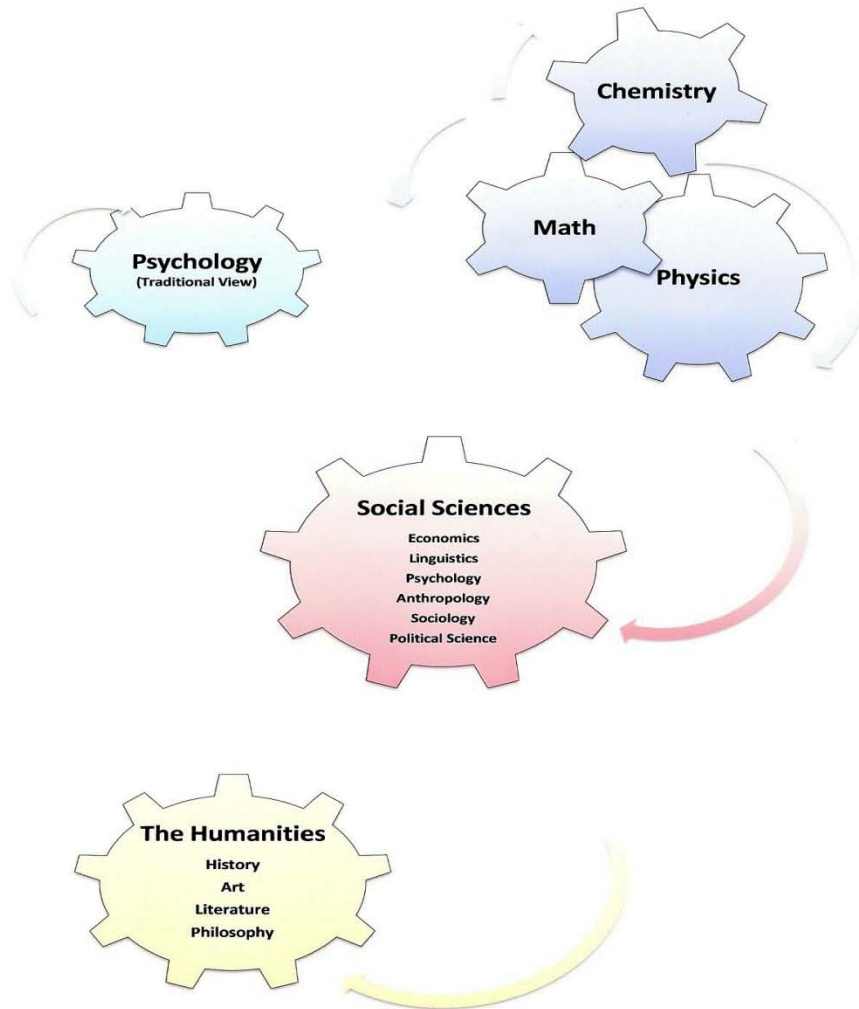 Chemistry
Math
Physics
Psychology
(Traditional View)
Social Sciences
Economics
Linguistics
Psychology
Anthropology
Sociology
Political Science
The Humanities
History
Art
Literature
Philosophy